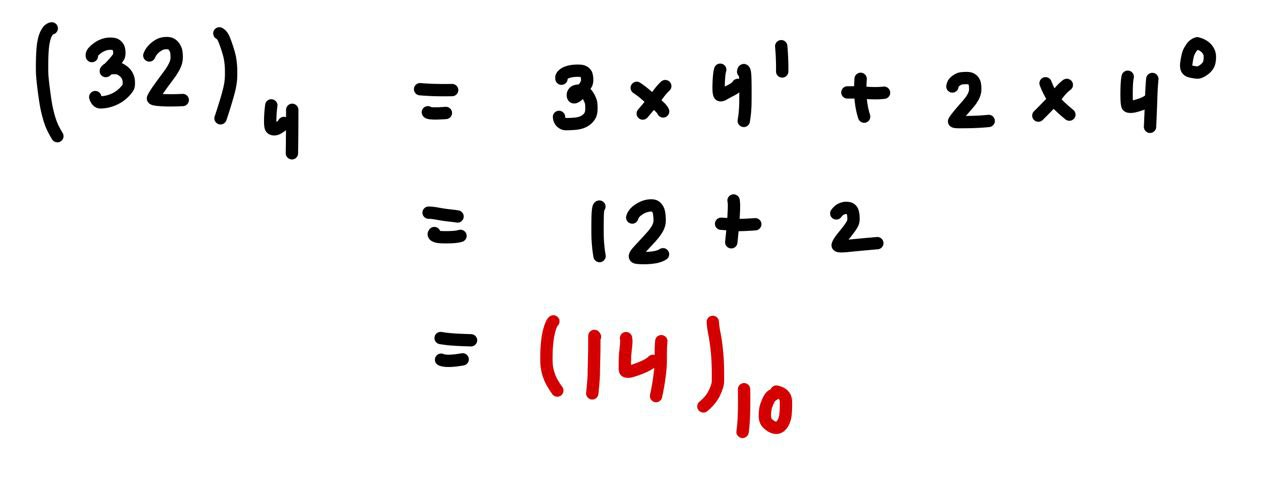 (32)₄ = 3 × 4¹ + 2 × 4⁰
= 12 + 2
= (14)₁₀